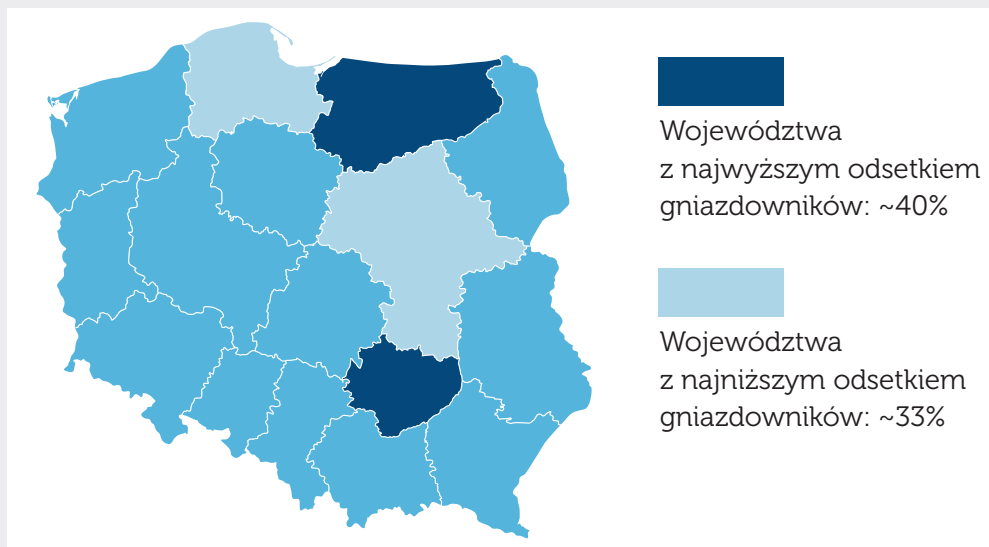 Województwa
z najwyższym odsetkiem
gniazdowników: ~40%
Województwa
z najniższym odsetkiem
gniazdowników: ~33%